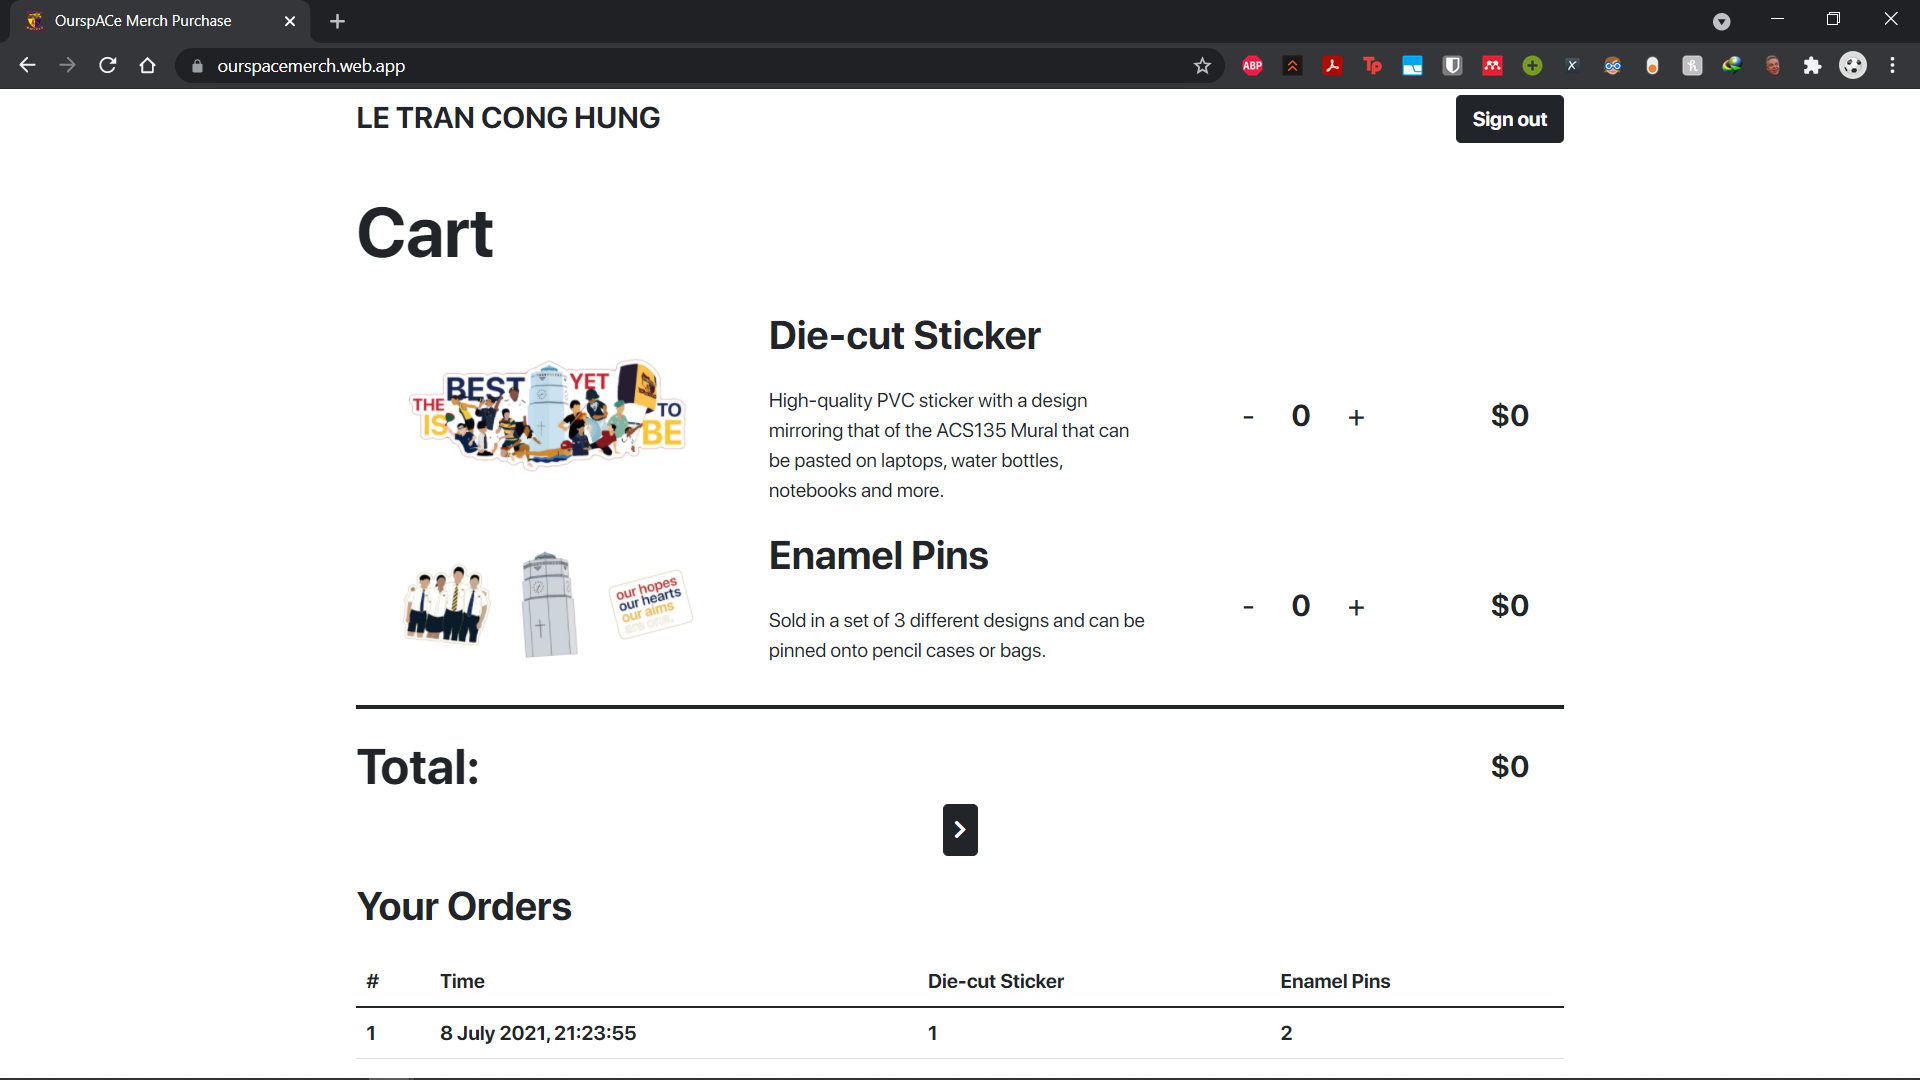 OurspACe Merch Purchase
ourspacemerch.web.app
ABP
Tp
LE TRAN CONG HUNG
Sign out
Cart
THE BEST YET
IS TO
BE
Die-cut Sticker
High-quality PVC sticker with a design
mirroring that of the ACS135 Mural that can
be pasted on laptops, water bottles,
notebooks and more.
- 0 + $0
our hopes
our hearts
our aims
are one.
Enamel Pins
Sold in a set of 3 different designs and can be
pinned onto pencil cases or bags.
- 0 + $0
Total: $0
Your Orders
# Time Die-cut Sticker Enamel Pins
1 8 July 2021, 21:23:55 1 2